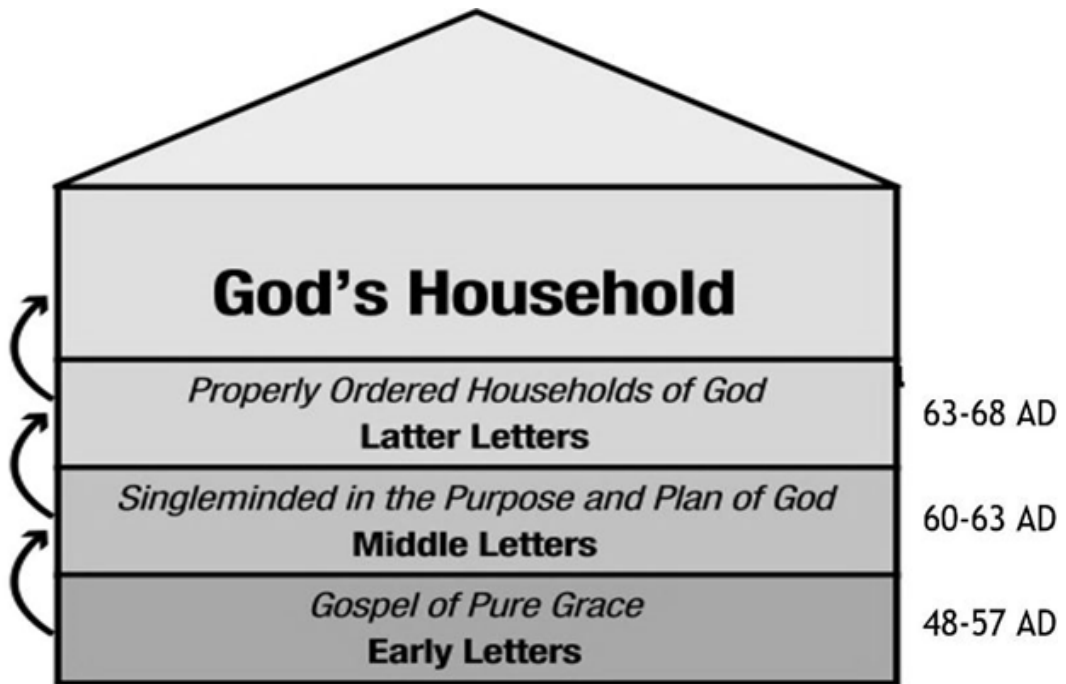 God's Household
Properly Ordered Households of God
Latter Letters
63-68 AD
Singleminded in the Purpose and Plan of God
Middle Letters
60-63 AD
Gospel of Pure Grace
Early Letters
48-57 AD